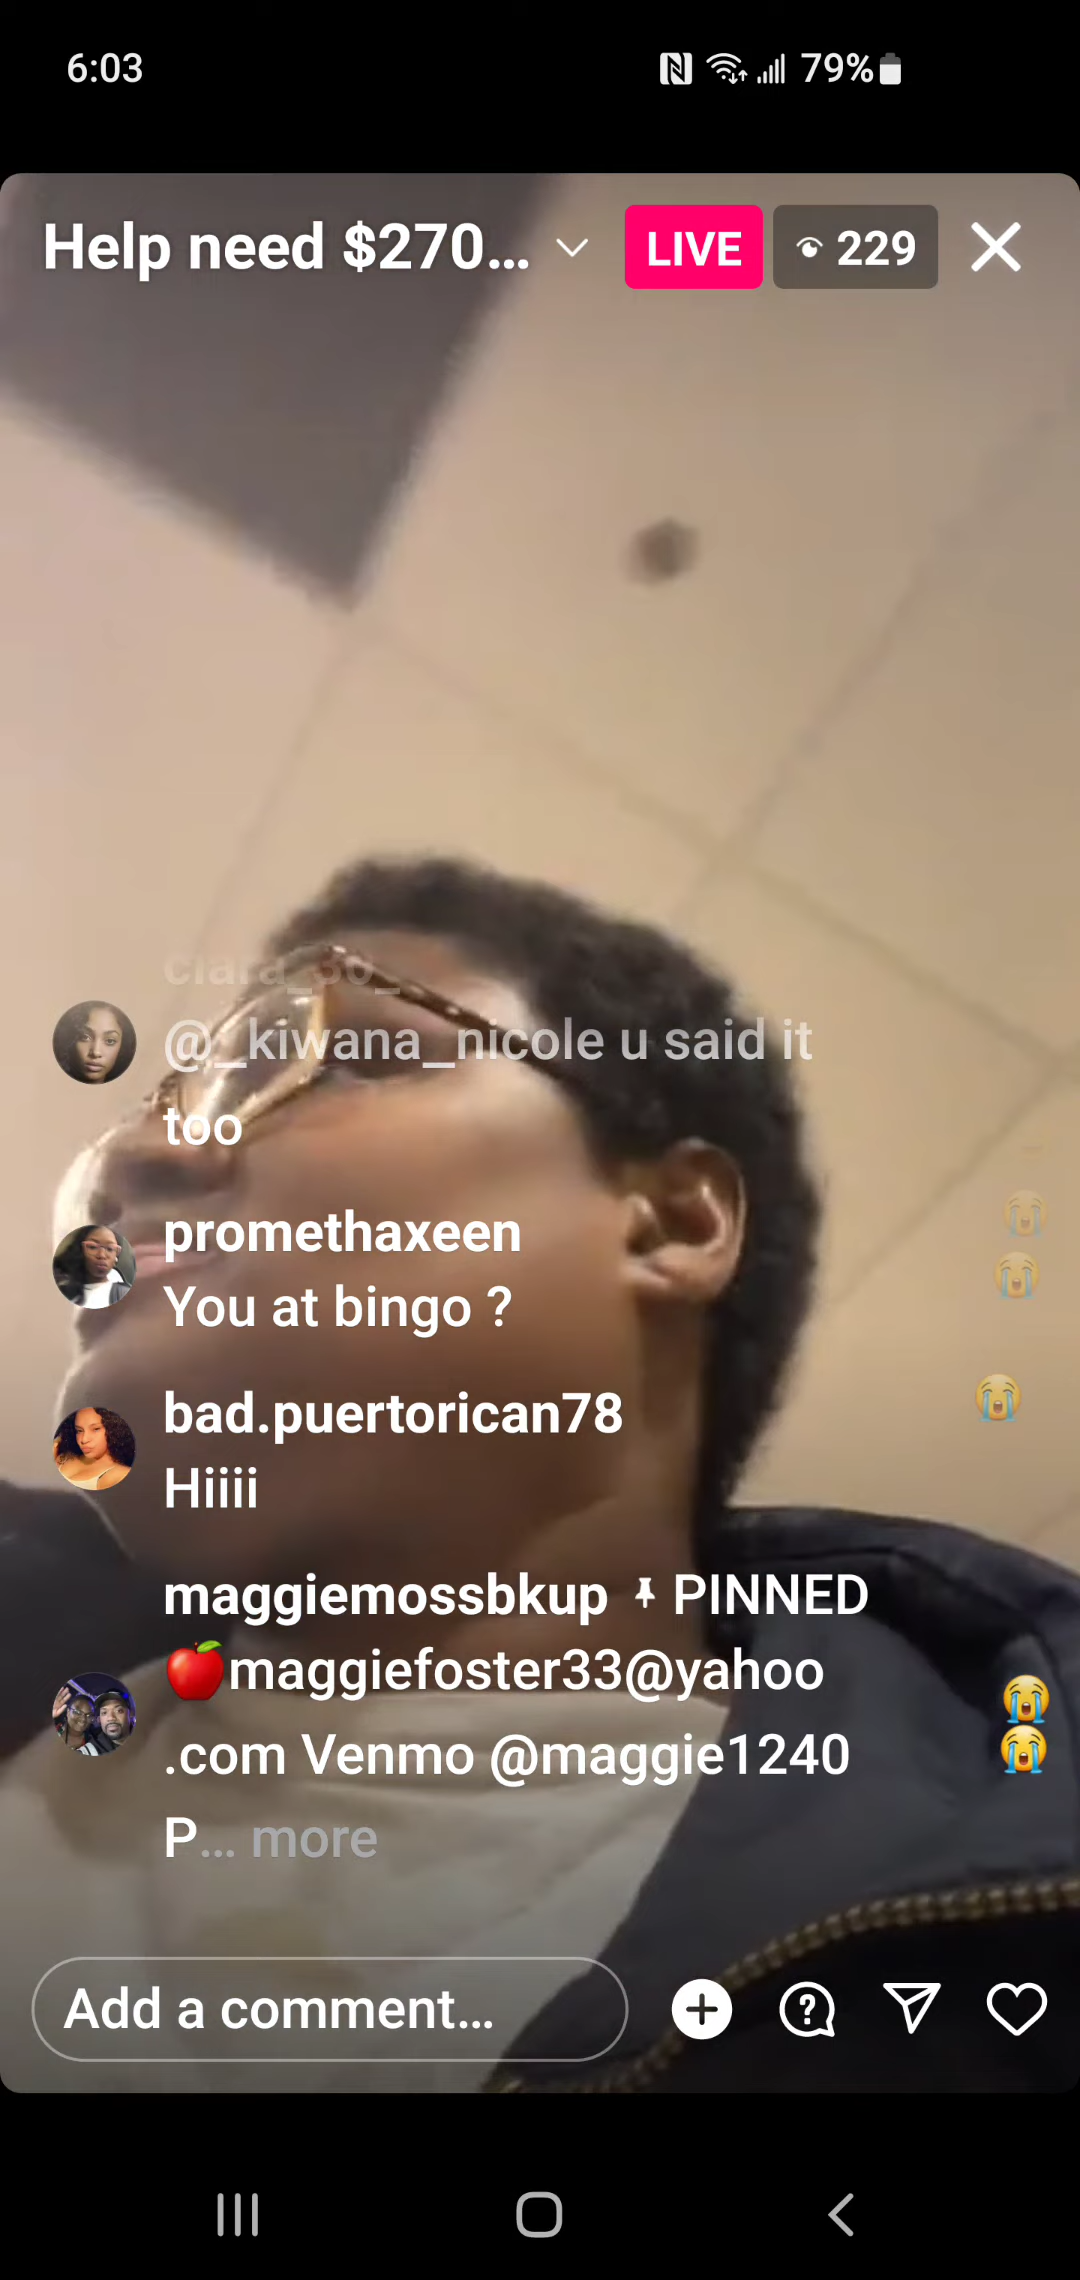 6:03
79%
Help need $270...
LIVE
229
clara_30_
@_kiwana_nicole u said it
too
promethaxeen
You at bingo ?
bad.puertorican78
Hiiii
maggiemossbkup PINNED
🍎maggiefoster33@yahoo
.com Venmo @maggie1240
P... more
Add a comment...